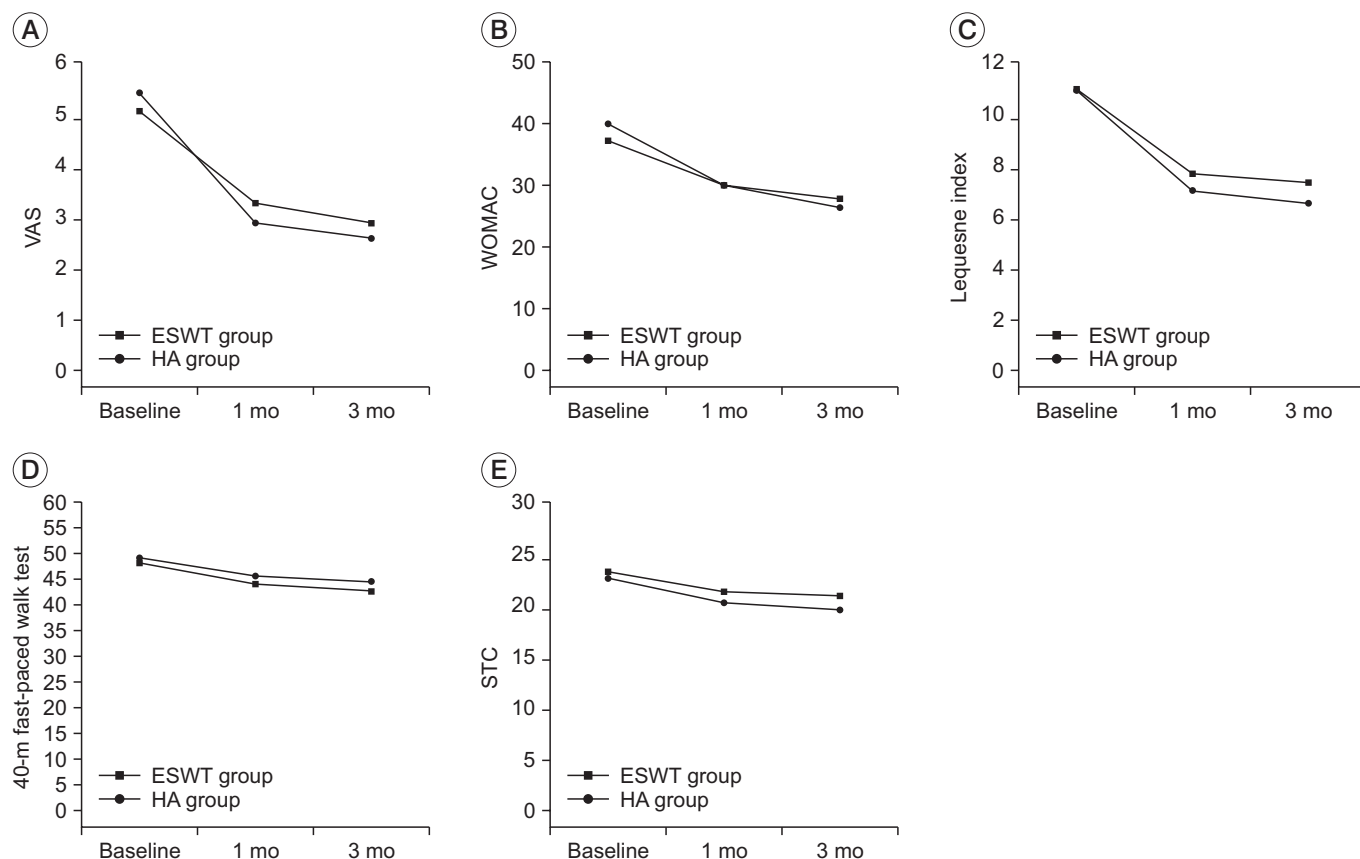 A
VAS
6
5
4
3
2
1
0
ESWT group
HA group
Baseline 1 mo 3 mo
B
WOMAC
50
40
30
20
10
0
ESWT group
HA group
Baseline 1 mo 3 mo
C
Lequesne index
12
10
8
6
4
2
0
ESWT group
HA group
Baseline 1 mo 3 mo
D
40-m fast-paced walk test
60
55
50
45
40
35
30
25
20
15
10
5
0
ESWT group
HA group
Baseline 1 mo 3 mo
E
STC
30
25
20
15
10
5
0
ESWT group
HA group
Baseline 1 mo 3 mo